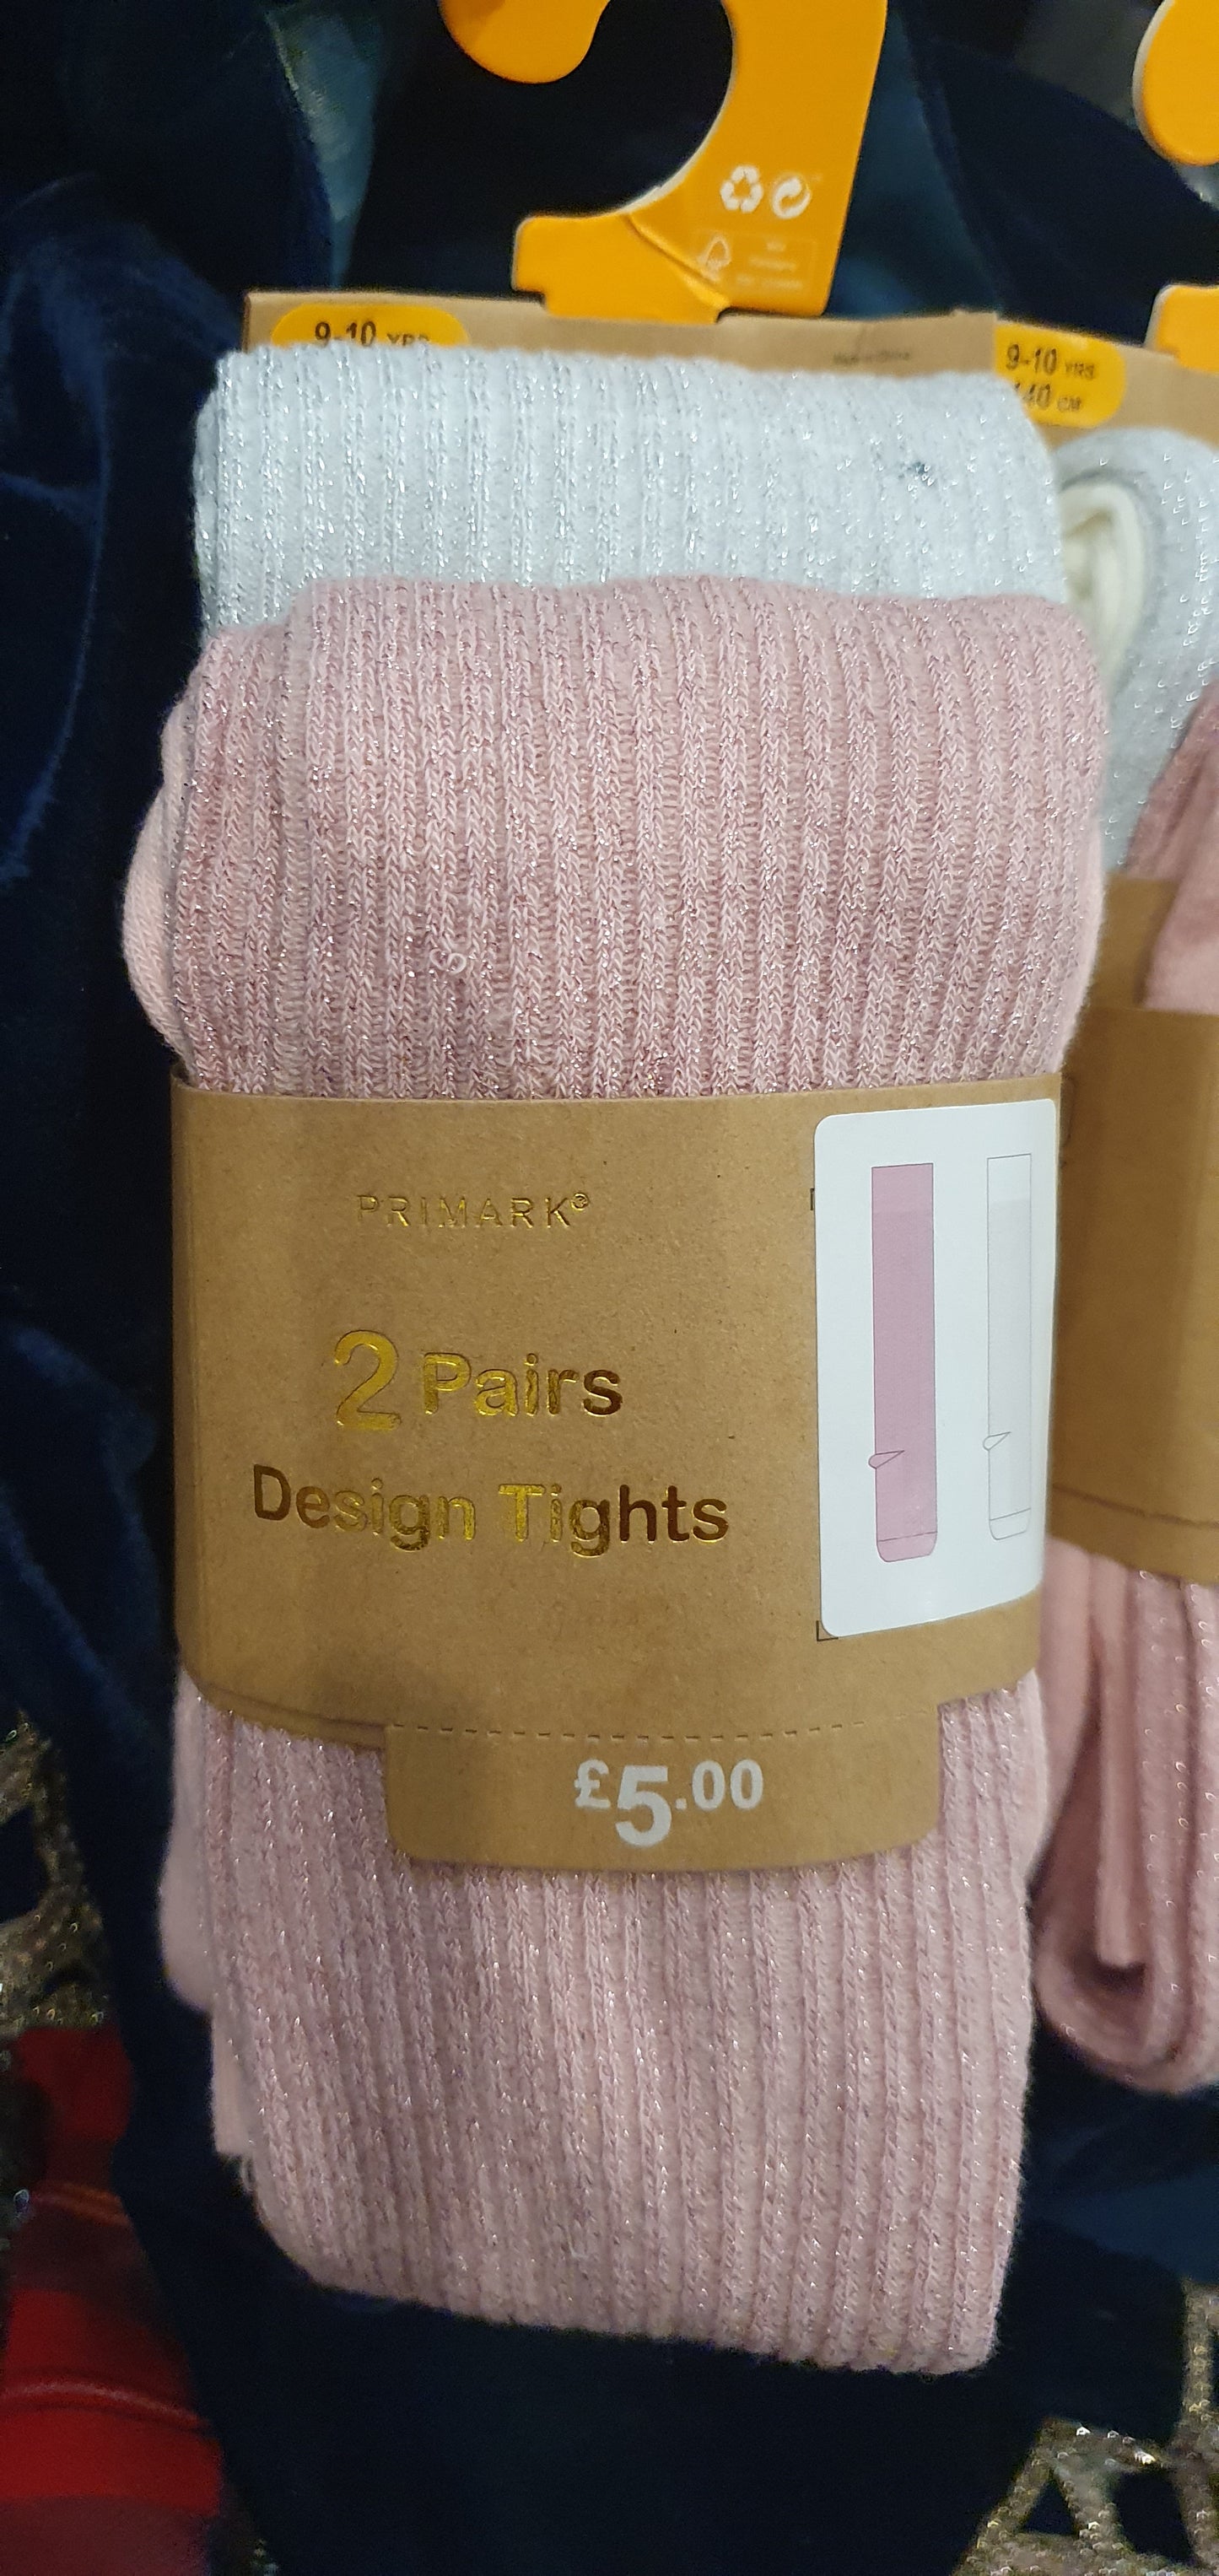 9-10 YRS
9-10 YRS
140 CM
PRIMARK®
2 Pairs
Design Tights
£5.00